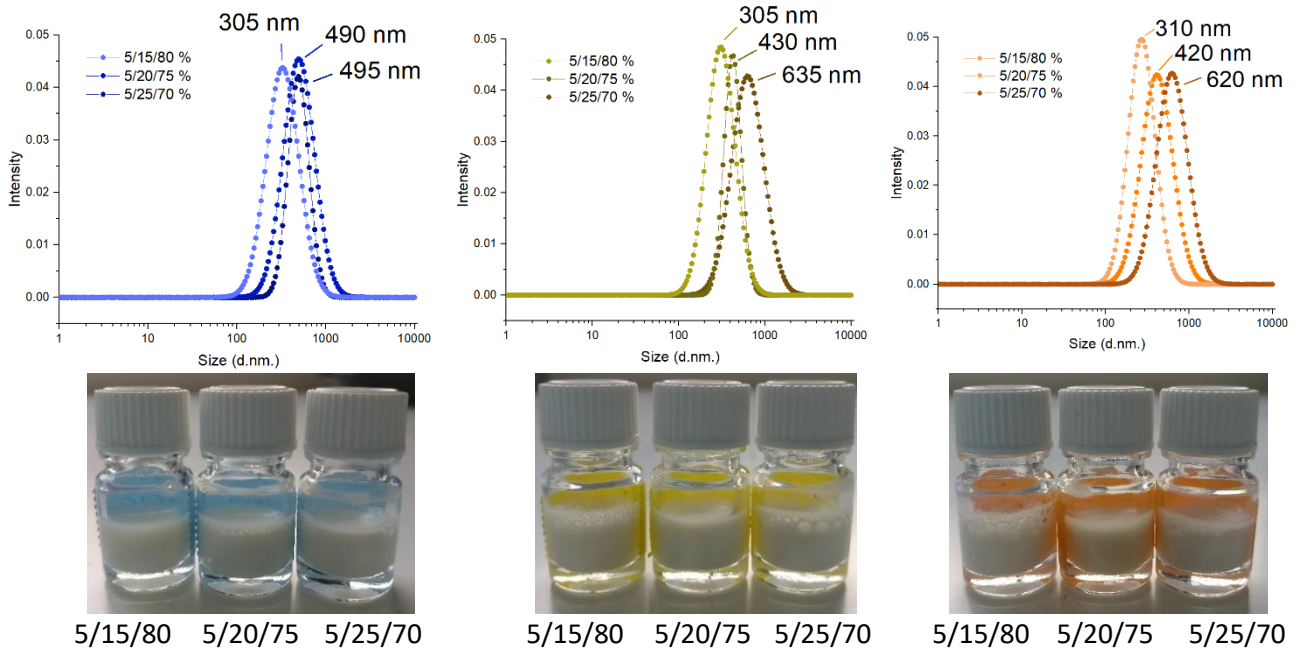 305 nm
490 nm
495 nm
0.05
0.04
0.03
0.02
0.01
0.00
Intensity
5/15/80 %
5/20/75 %
5/25/70 %
1 10 100 1000 10000
Size (d.nm.)
305 nm
430 nm
635 nm
0.05
0.04
0.03
0.02
0.01
0.00
Intensity
5/15/80 %
5/20/75 %
5/25/70 %
1 10 100 1000 10000
Size (d.nm.)
310 nm
420 nm
620 nm
0.05
0.04
0.03
0.02
0.01
0.00
Intensity
5/15/80 %
5/20/75 %
5/25/70 %
1 10 100 1000 10000
Size (d.nm.)
5/15/80 5/20/75 5/25/70
5/15/80 5/20/75 5/25/70
5/15/80 5/20/75 5/25/70